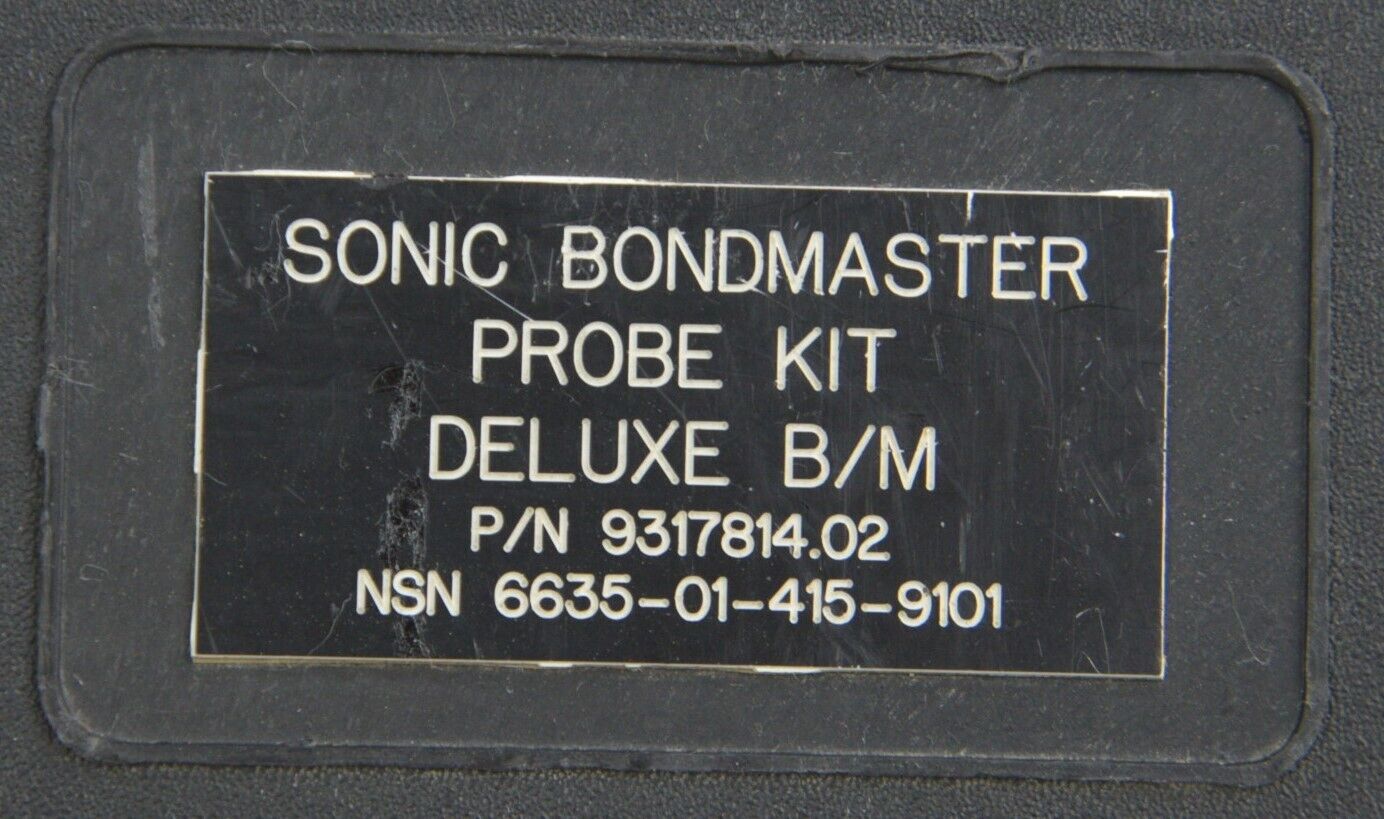 SONIC BONDMASTER
PROBE KIT
DELUXE B/M
P/N 9317814.02
NSN 6635-01-415-9101